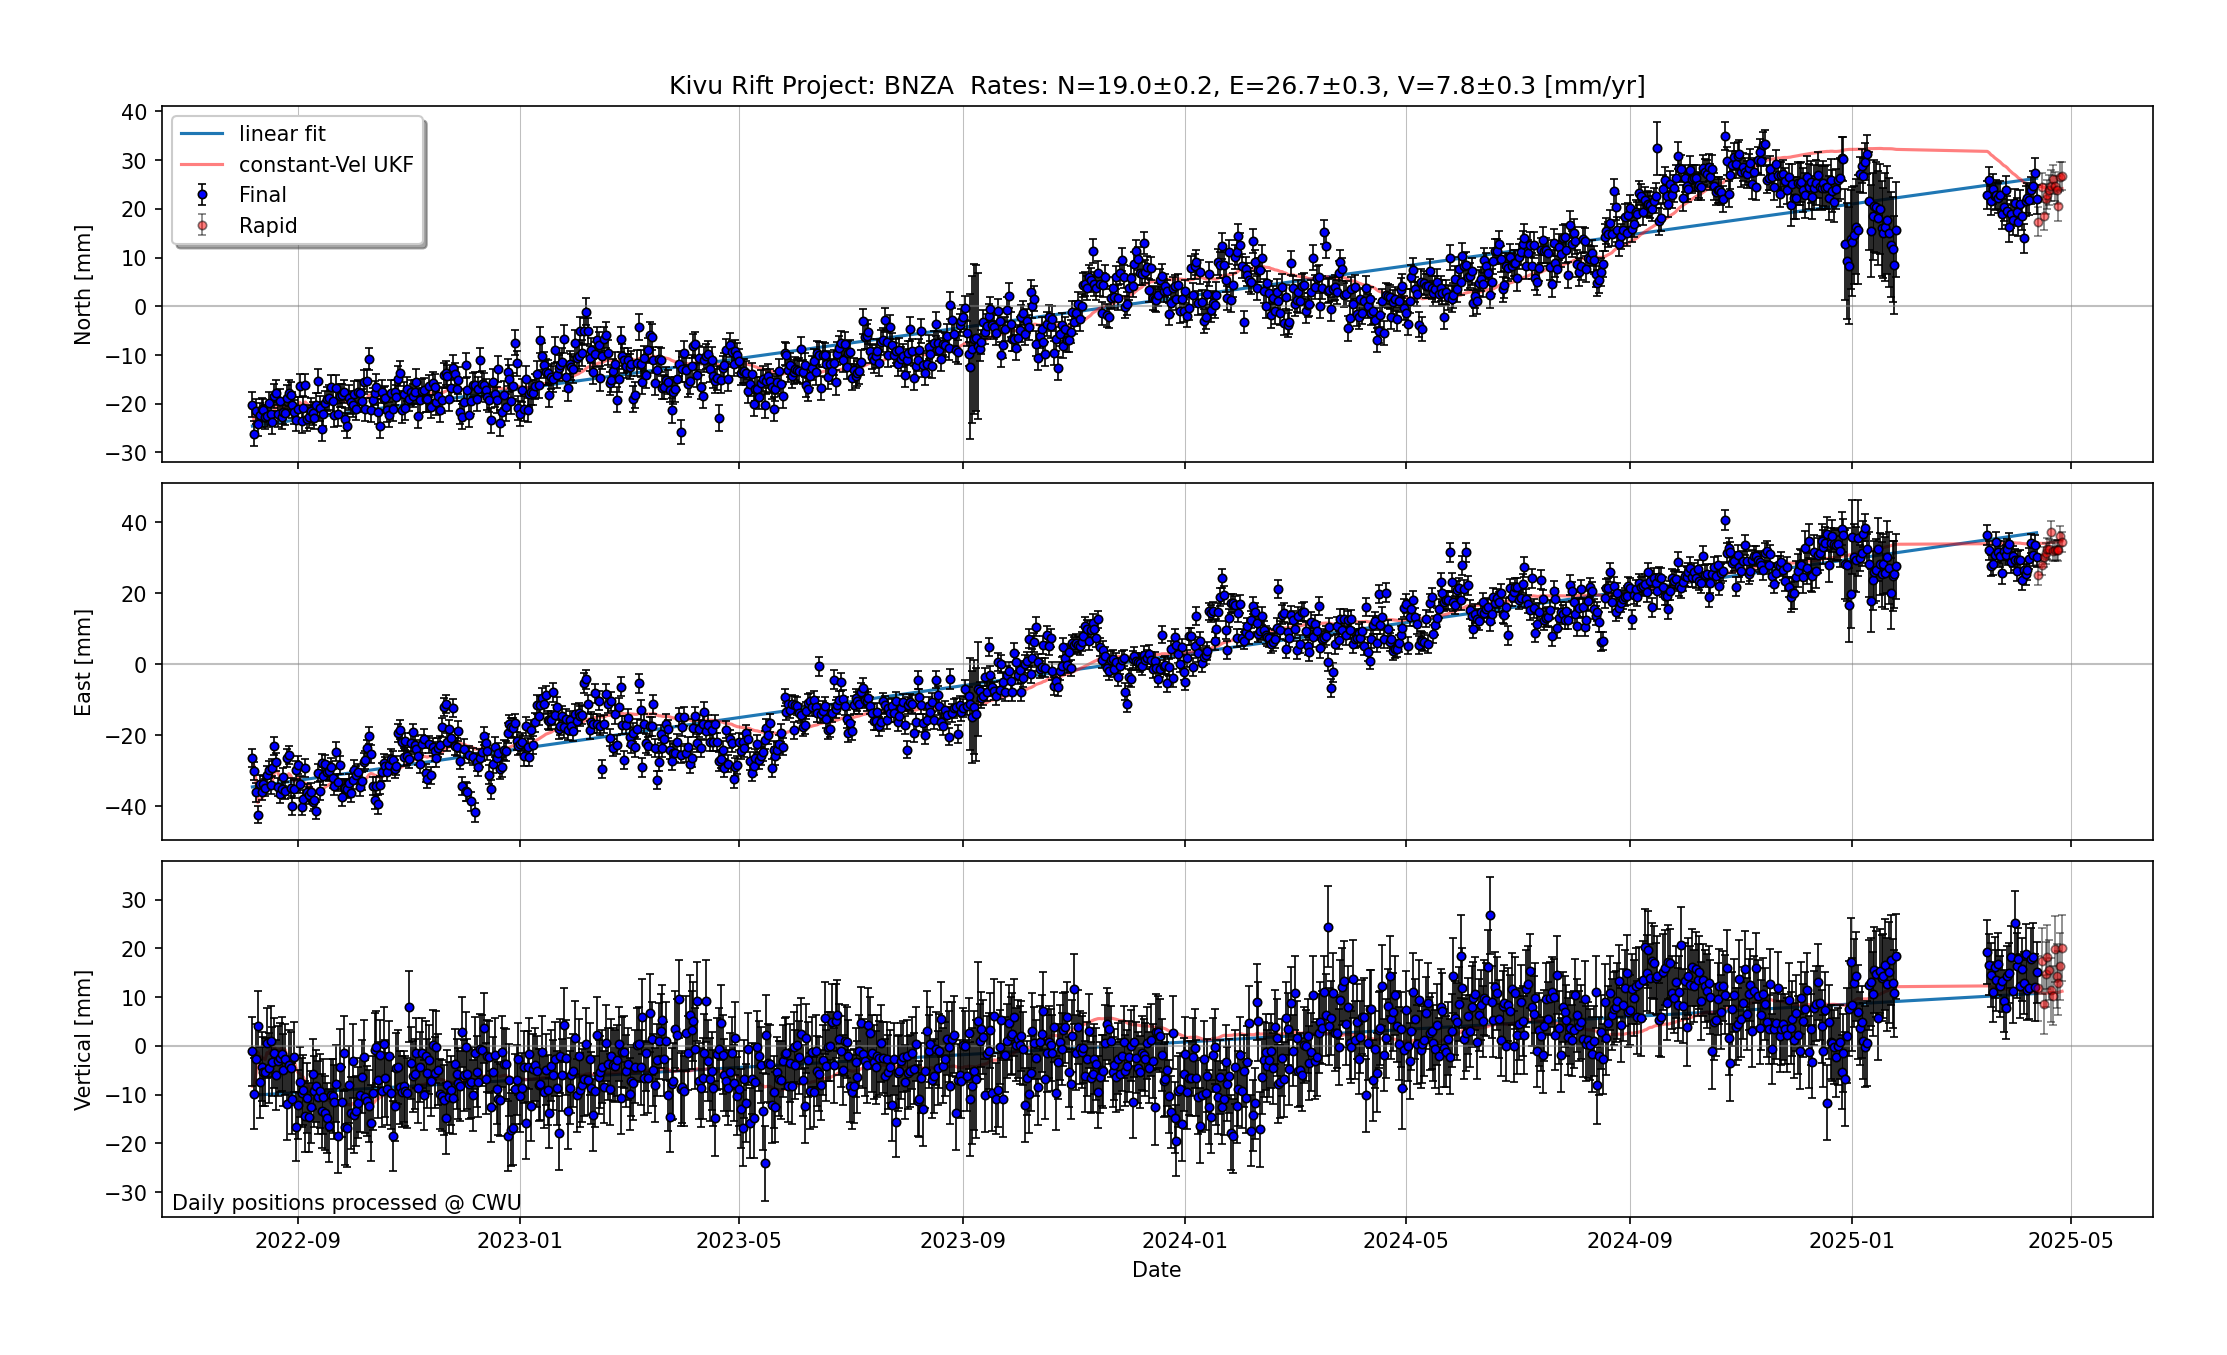 Kivu Rift Project: BNZA  Rates: N=19.0±0.2, E=26.7±0.3, V=7.8±0.3 [mm/yr]
linear fit
constant-Vel UKF
Final
Rapid
North [mm]
40
30
20
10
0
−10
−20
−30
East [mm]
40
20
0
−20
−40
Vertical [mm]
30
20
10
0
−10
−20
−30
Daily positions processed @ CWU
2022-09 2023-01 2023-05 2023-09 2024-01 2024-05 2024-09 2025-01 2025-05
Date